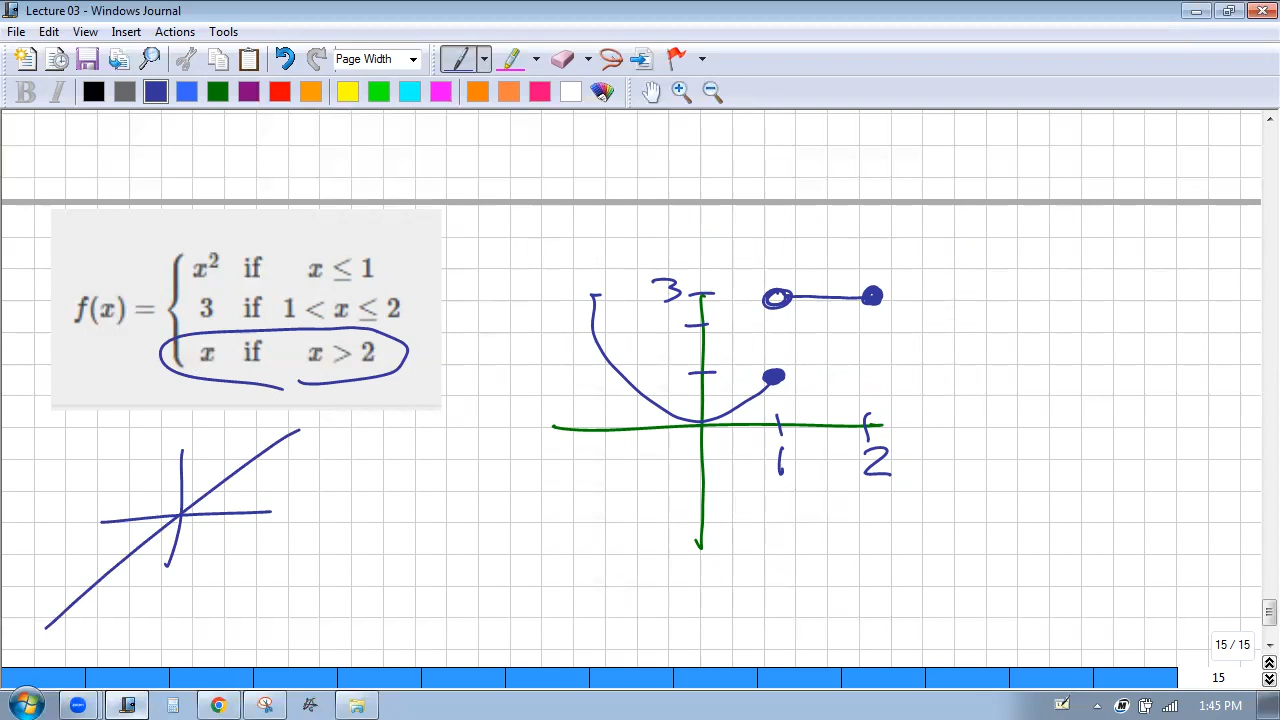 Lecture 03 - Windows Journal
File Edit View Insert Actions Tools
Page Width
B I
f(x) = { x² if x ≤ 1
3 if 1 < x ≤ 2
x if x > 2
3
1 2
15 / 15
15
1:45 PM